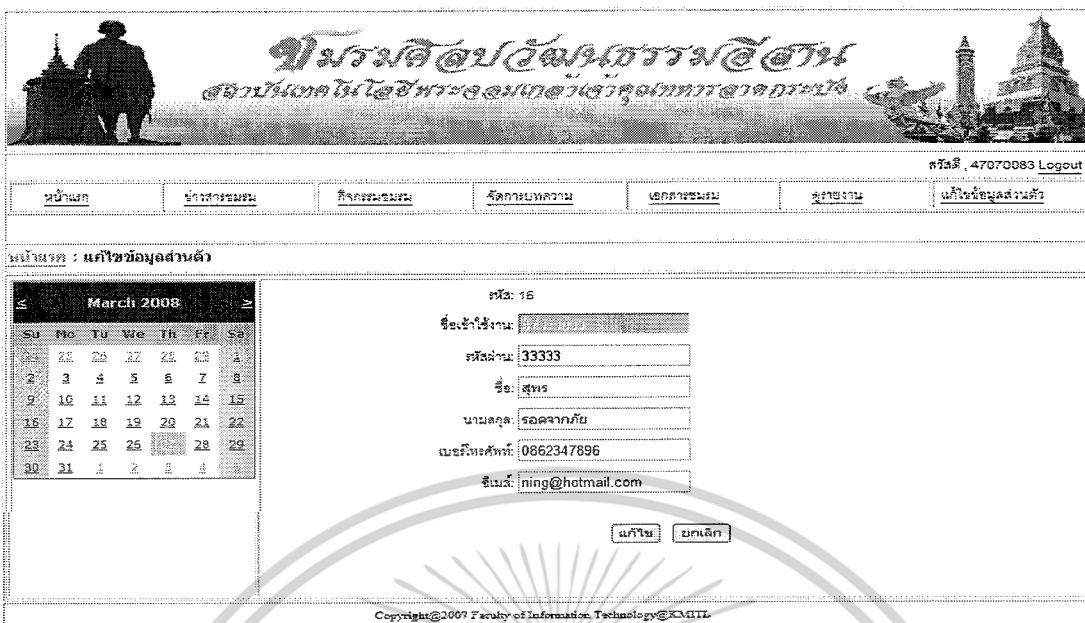 ชมรมศิลปวัฒนธรรมอีสาน
สถาบันเทคโนโลยีพระจอมเกล้าเจ้าคุณทหารลาดกระบัง
สวัสดี , 47070083 Logout
หน้าแรก ข่าวสารชมรม กิจกรรมชมรม จัดการบทความ เอกสารชมรม ดูรายงาน แก้ไขข้อมูลส่วนตัว
หน้าแรก : แก้ไขข้อมูลส่วนตัว
< March 2008 >
Su Mo Tu We Th Fr Sa
24 25 26 27 28 29 1
2 3 4 5 6 7 8
9 10 11 12 13 14 15
16 17 18 19 20 21 22
23 24 25 26 28 29
30 31 1 2 3 4 5
รหัส: 16
ชื่อเข้าใช้งาน:
รหัสผ่าน: 33333
ชื่อ: สุพร
นามสกุล: รอดจากภัย
เบอร์โทรศัพท์: 0862347896
อีเมล์: ning@hotmail.com
แก้ไข ยกเลิก
Copyright@2007 Faculty of Information Technology@KMITL